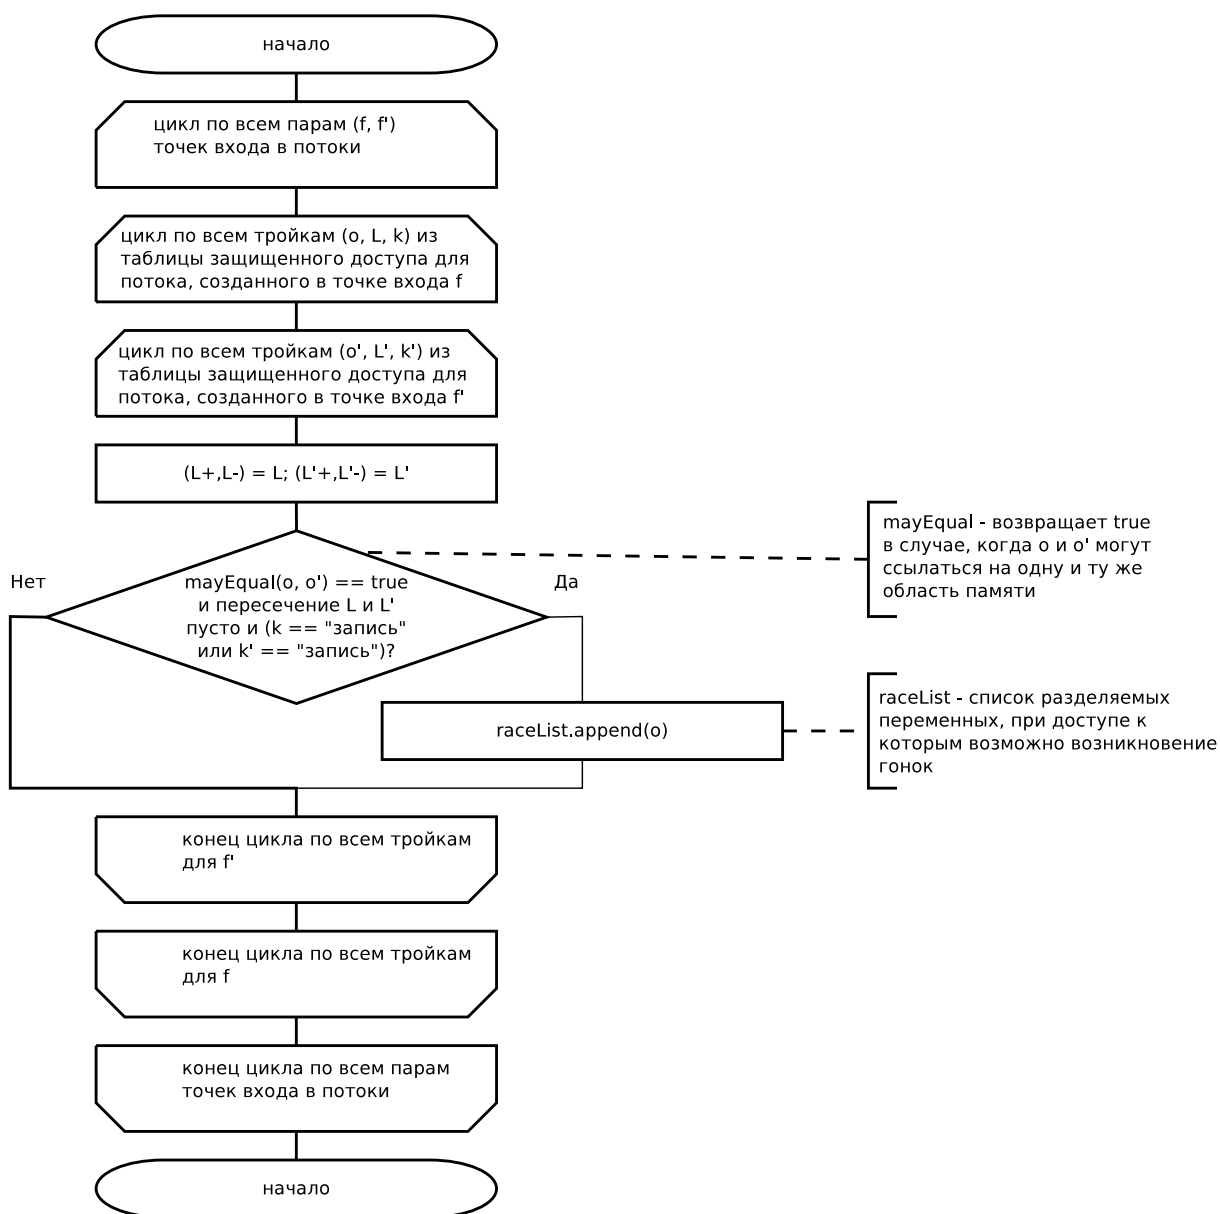 начало
цикл по всем парам (f, f')
точек входа в потоки
цикл по всем тройкам (o, L, k) из
таблицы защищенного доступа для
потока, созданного в точке входа f
цикл по всем тройкам (o', L', k') из
таблицы защищенного доступа для
потока, созданного в точке входа f'
(L+,L-) = L; (L'+,L'-) = L'
mayEqual - возвращает true
в случае, когда o и o' могут
ссылаться на одну и ту же
область памяти
Нет
Да
mayEqual(o, o') == true
и пересечение L и L'
пусто и (k == "запись"
или k' == "запись")?
raceList.append(o)
raceList - список разделяемых
переменных, при доступе к
которым возможно возникновение
гонок
конец цикла по всем тройкам
для f'
конец цикла по всем тройкам
для f
конец цикла по всем парам
точек входа в потоки
начало